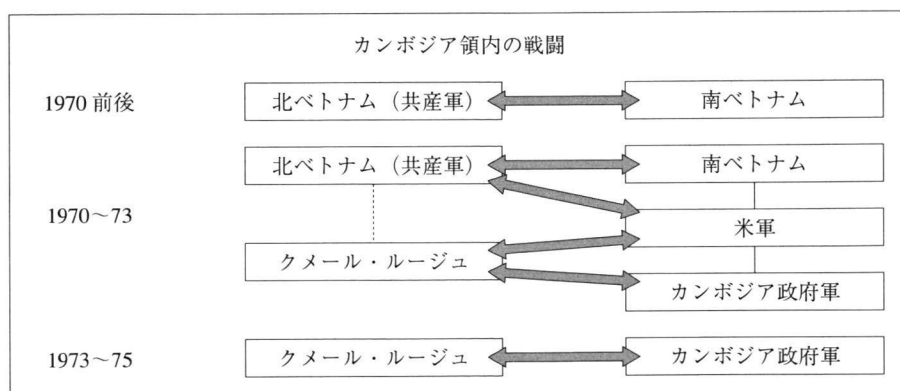 カンボジア領内の戦闘
1970 前後
北ベトナム（共産軍）
南ベトナム
北ベトナム（共産軍）
南ベトナム
1970～73
米軍
クメール・ルージュ
カンボジア政府軍
1973～75
クメール・ルージュ
カンボジア政府軍